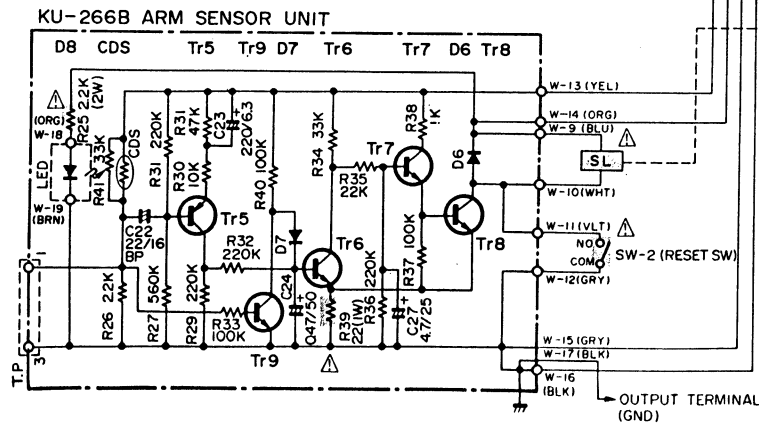 KU-266B ARM SENSOR UNIT
D8 CDS Tr5 Tr9 D7 Tr6 Tr7 D6 Tr8
W-13 (YEL)
W-14 (ORG)
W-9 (BLU)
SL
W-10 (WHT)
W-11 (VLT)
NO
COM
SW-2 (RESET SW)
W-12 (GRY)
W-15 (GRY)
W-17 (BLK)
W-16
(BLK)
OUTPUT TERMINAL
(GND)
(ORG)
W-18
R25 2.2K
(2W)
LED
W-19
(BRN)
R41 33K
CDS
R31
220K
R31
47K
C23
220/6.3
R30
10K
R40
100K
R34
33K
R38
1K
Tr7
D6
R35
22K
Tr5
C22
22/16
BP
R32
220K
D7
Tr6
R37
100K
Tr8
1
R26
2.2K
R27
560K
R29
220K
R33
100K
Tr9
C24
0.47/50
R39
22(1W)
R36
220K
C27
4.7/25
T.P
3